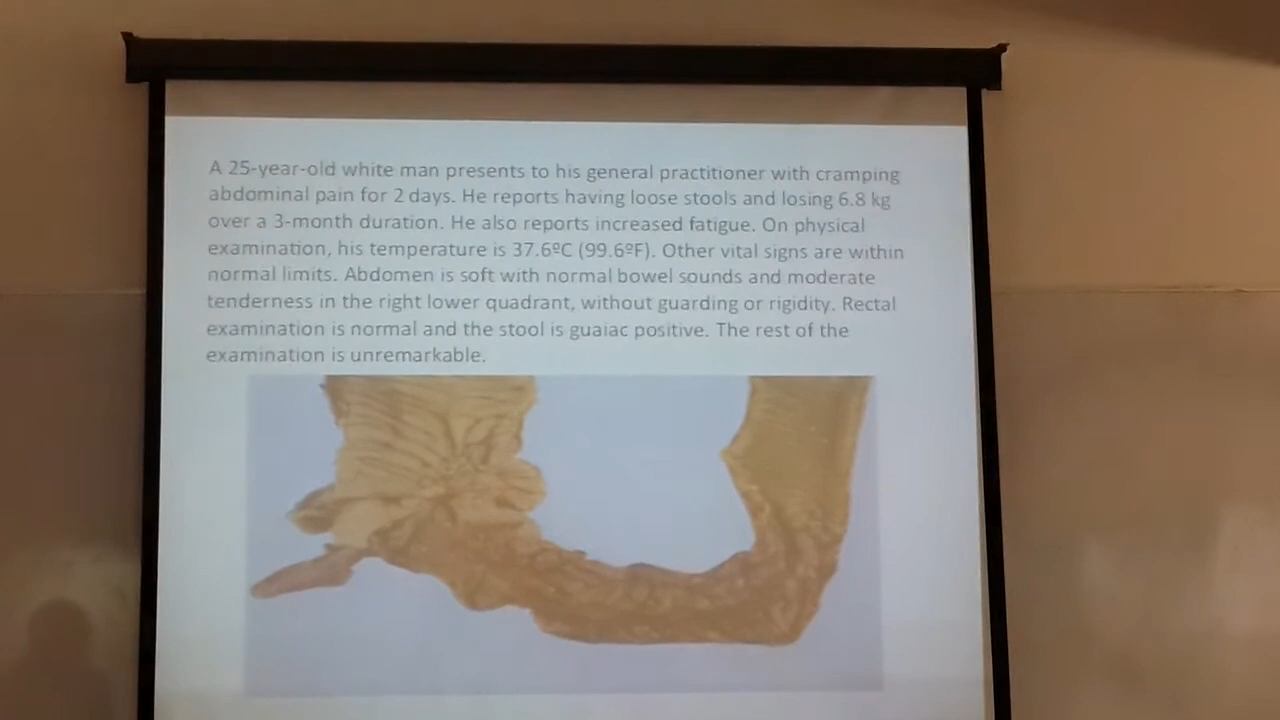 A 25-year-old white man presents to his general practitioner with cramping
abdominal pain for 2 days. He reports having loose stools and losing 6.8 kg
over a 3-month duration. He also reports increased fatigue. On physical
examination, his temperature is 37.6ºC (99.6ºF). Other vital signs are within
normal limits. Abdomen is soft with normal bowel sounds and moderate
tenderness in the right lower quadrant, without guarding or rigidity. Rectal
examination is normal and the stool is guaiac positive. The rest of the
examination is unremarkable.